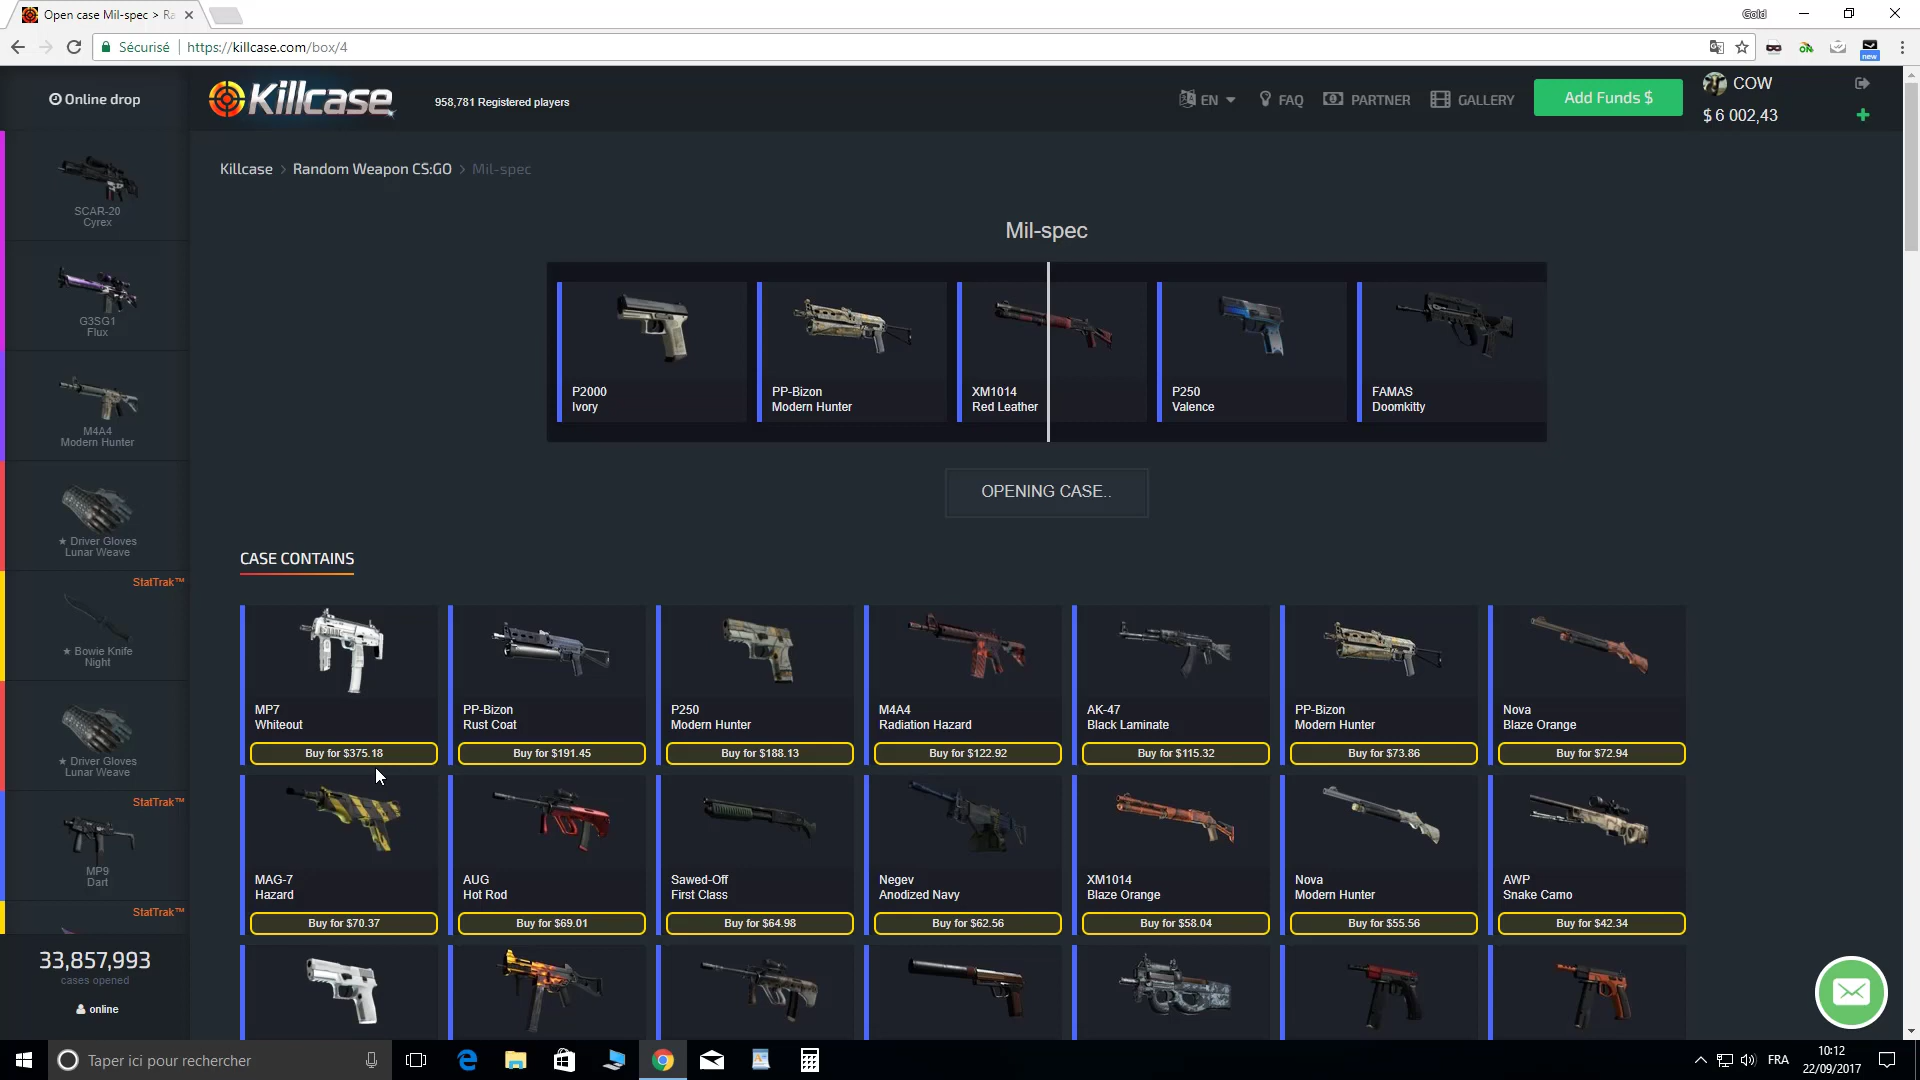 Open case Mil-spec > Ra
Gold
Sécurisé
https://killcase.com/box/4
new
Online drop
Killcase
958,781 Registered players
EN
FAQ
PARTNER
GALLERY
Add Funds $
COW
$ 6 002,43
Killcase > Random Weapon CS:GO > Mil-spec
SCAR-20
Cyrex
G3SG1
Flux
M4A4
Modern Hunter
★ Driver Gloves
Lunar Weave
StatTrak™
★ Bowie Knife
Night
★ Driver Gloves
Lunar Weave
StatTrak™
MP9
Dart
StatTrak™
33,857,993
cases opened
online
Mil-spec
P2000
Ivory
PP-Bizon
Modern Hunter
XM1014
Red Leather
P250
Valence
FAMAS
Doomkitty
OPENING CASE..
CASE CONTAINS
MP7
Whiteout
Buy for $375.18
PP-Bizon
Rust Coat
Buy for $191.45
P250
Modern Hunter
Buy for $188.13
M4A4
Radiation Hazard
Buy for $122.92
AK-47
Black Laminate
Buy for $115.32
PP-Bizon
Modern Hunter
Buy for $73.86
Nova
Blaze Orange
Buy for $72.94
MAG-7
Hazard
Buy for $70.37
AUG
Hot Rod
Buy for $69.01
Sawed-Off
First Class
Buy for $64.98
Negev
Anodized Navy
Buy for $62.56
XM1014
Blaze Orange
Buy for $58.04
Nova
Modern Hunter
Buy for $55.56
AWP
Snake Camo
Buy for $42.34
Taper ici pour rechercher
FRA
10:12
22/09/2017